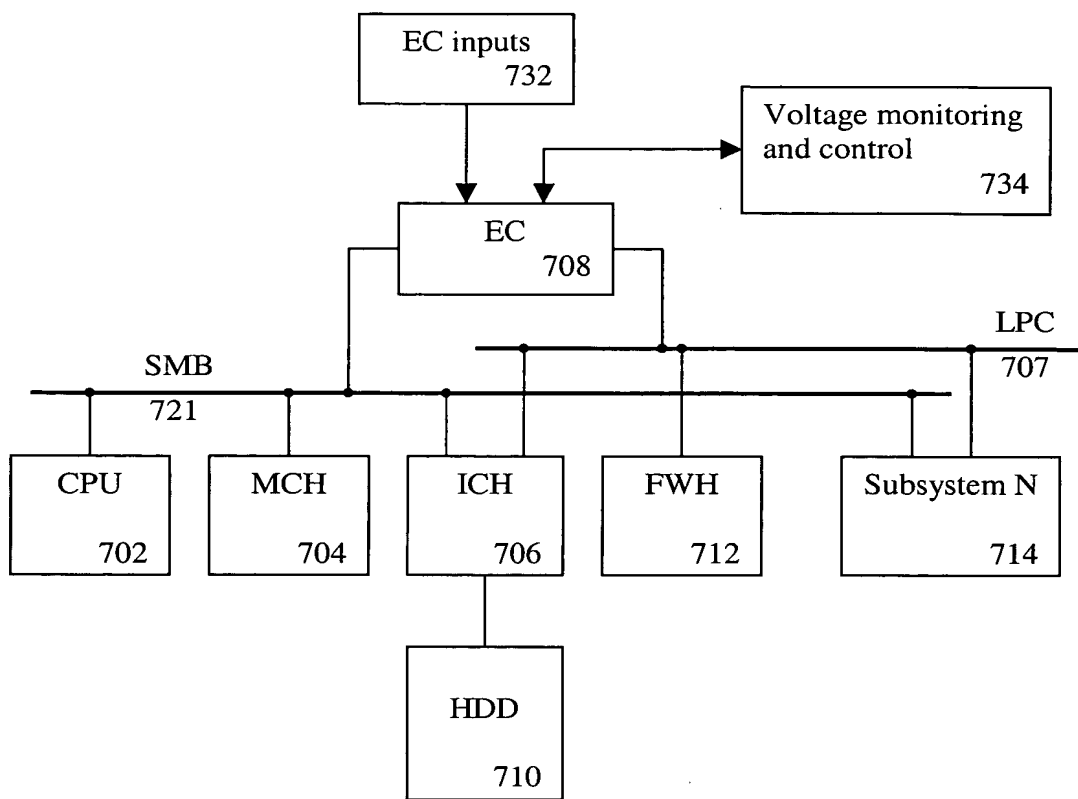 EC inputs
732
Voltage monitoring
and control
734
EC
708
LPC
707
SMB
721
CPU
702
MCH
704
ICH
706
FWH
712
Subsystem N
714
HDD
710